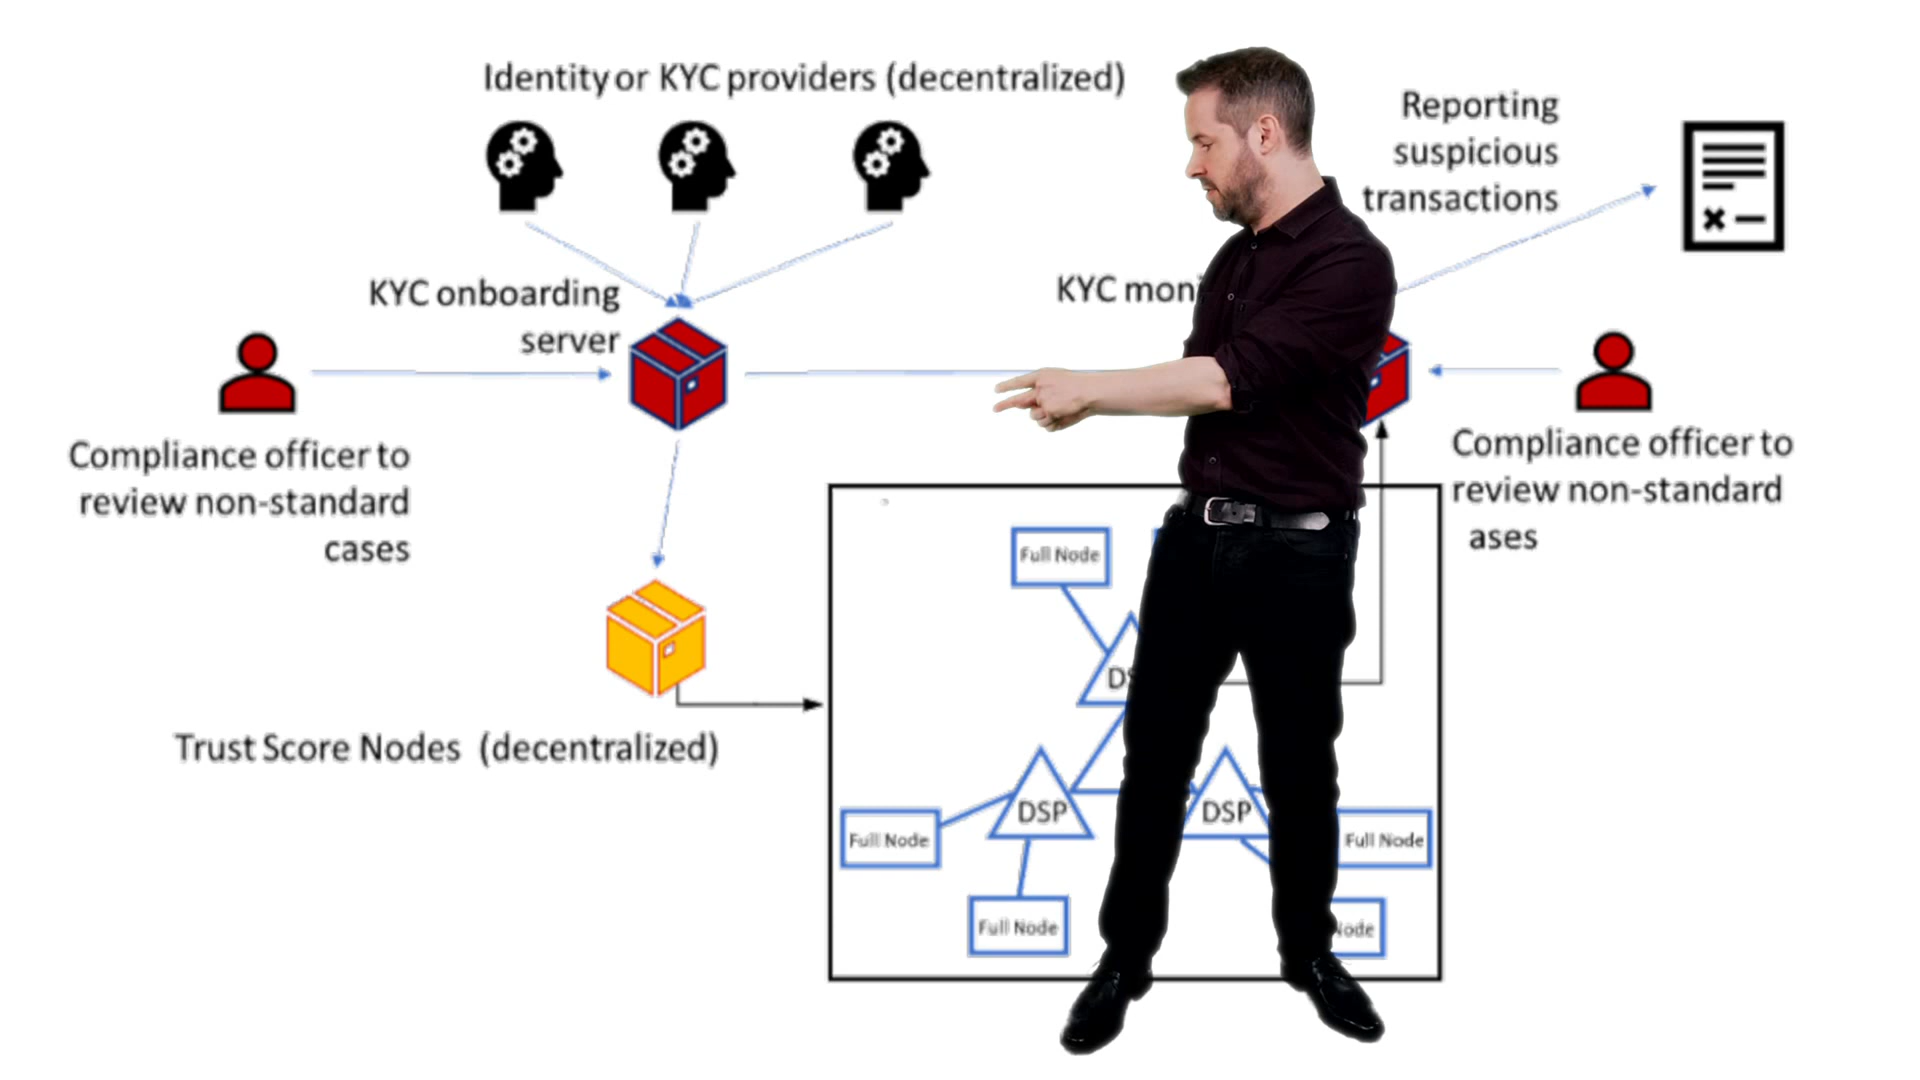 Identity or KYC providers (decentralized)
Reporting
suspicious
transactions
KYC onboarding
server
KYC moni
Compliance officer to
review non-standard
cases
Compliance officer to
review non-standard
ases
Full Node
DS
Trust Score Nodes (decentralized)
DSP
DSP
Full Node
Full Node
Full Node
Node